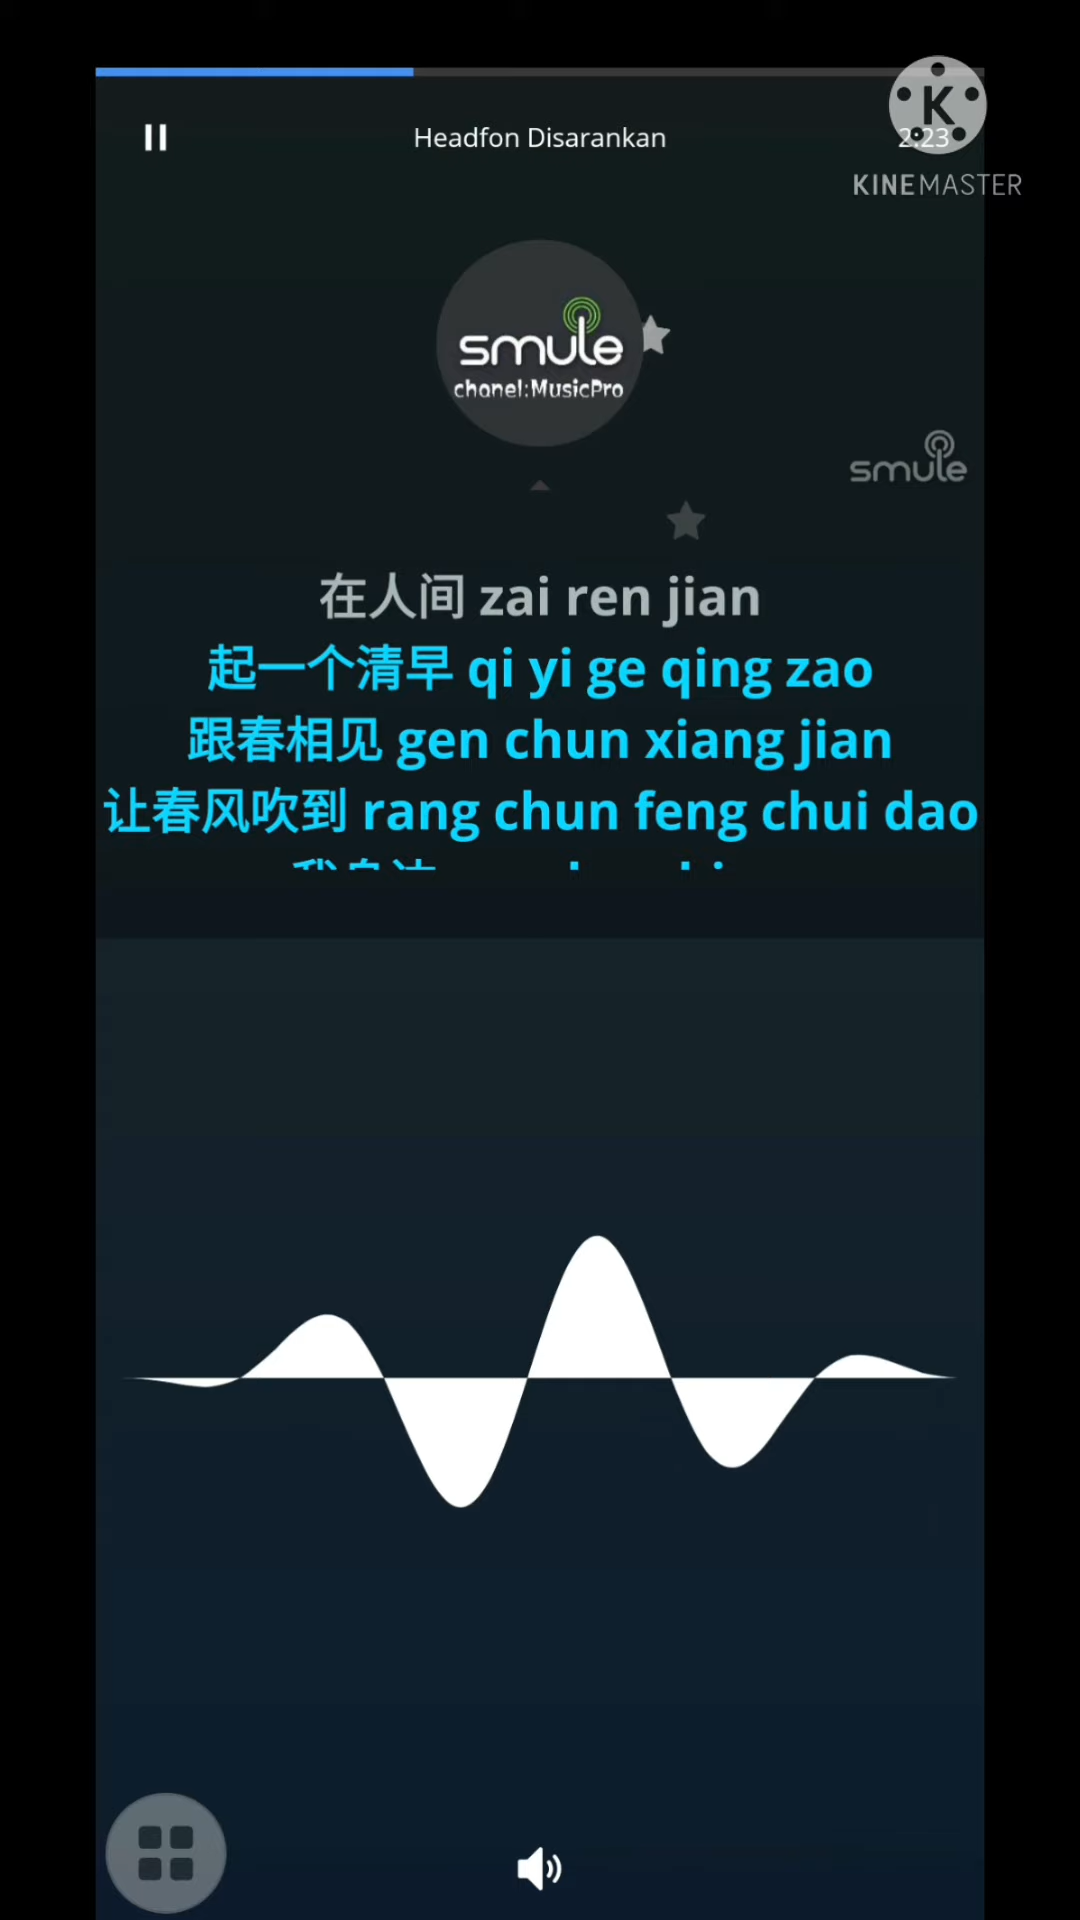 Headfon Disarankan
2:23
K
KINEMASTER
smule
chanel:MusicPro
smule
在人间 zai ren jian
起一个清早 qi yi ge qing zao
跟春相见 gen chun xiang jian
让春风吹到 rang chun feng chui dao